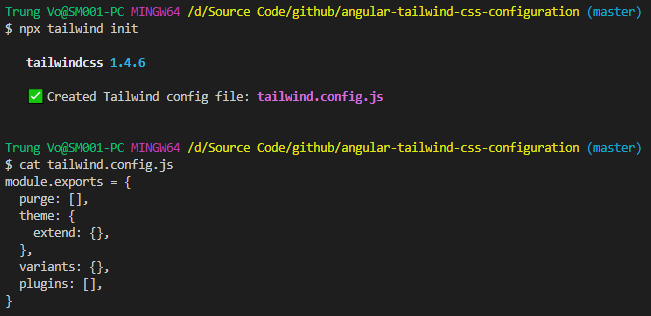 Trung Vo@SM001-PC MINGW64 /d/Source Code/github/angular-tailwind-css-configuration (master)
$ npx tailwind init
tailwindcss 1.4.6
✅ Created Tailwind config file: tailwind.config.js
Trung Vo@SM001-PC MINGW64 /d/Source Code/github/angular-tailwind-css-configuration (master)
$ cat tailwind.config.js
module.exports = {
  purge: [],
  theme: {
    extend: {},
  },
  variants: {},
  plugins: [],
}